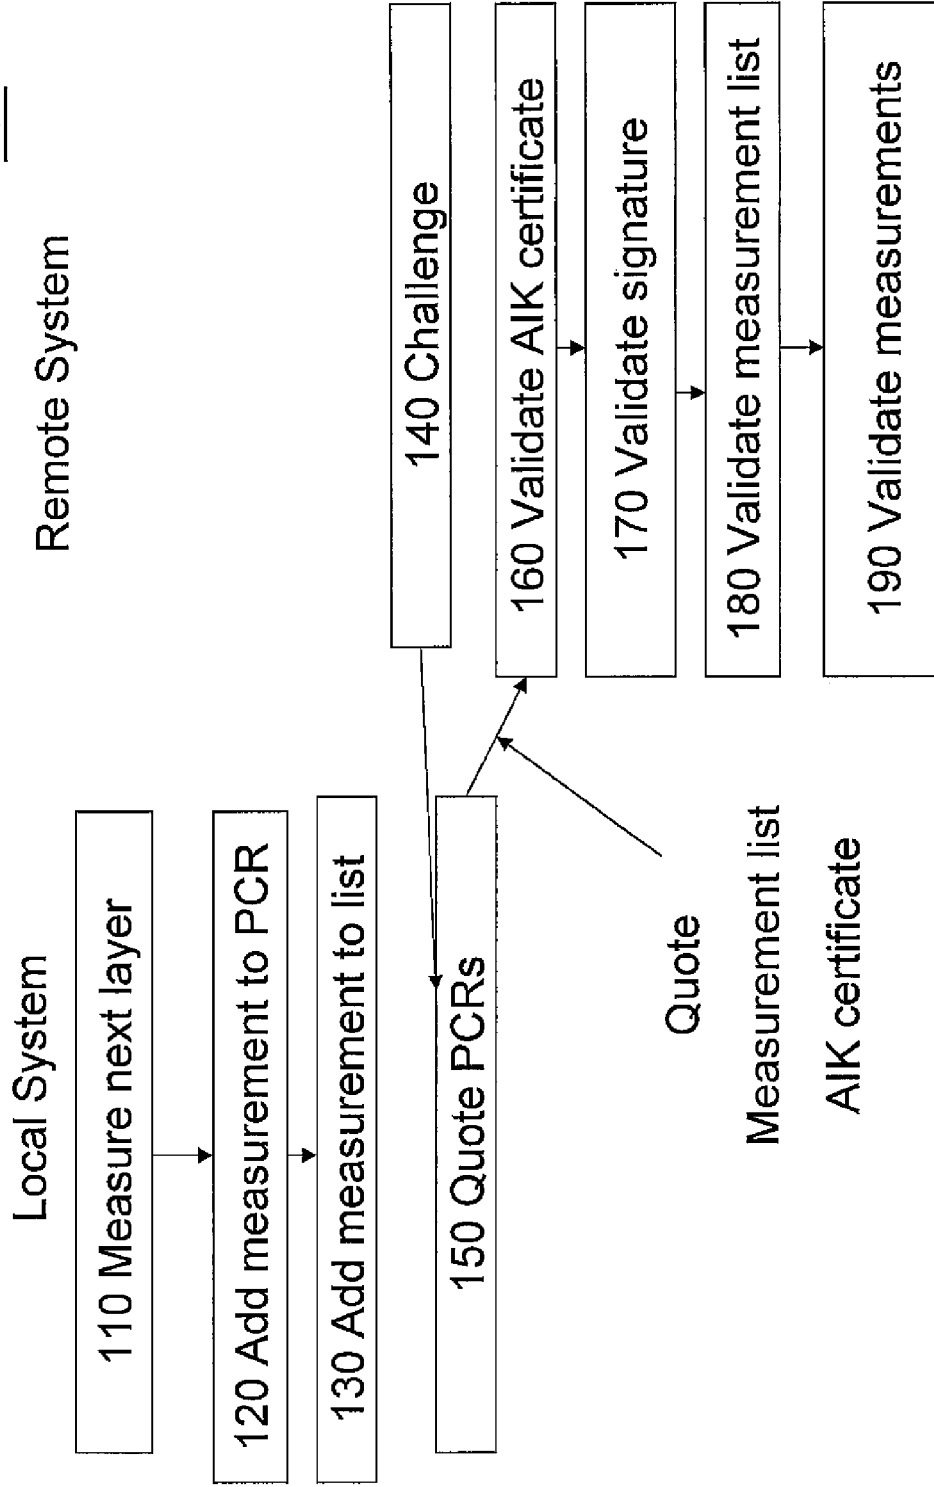 Local System
110 Measure next layer
120 Add measurement to PCR
130 Add measurement to list
150 Quote PCRs
Quote
Measurement list
AIK certificate
Remote System
140 Challenge
160 Validate AIK certificate
170 Validate signature
180 Validate measurement list
190 Validate measurements